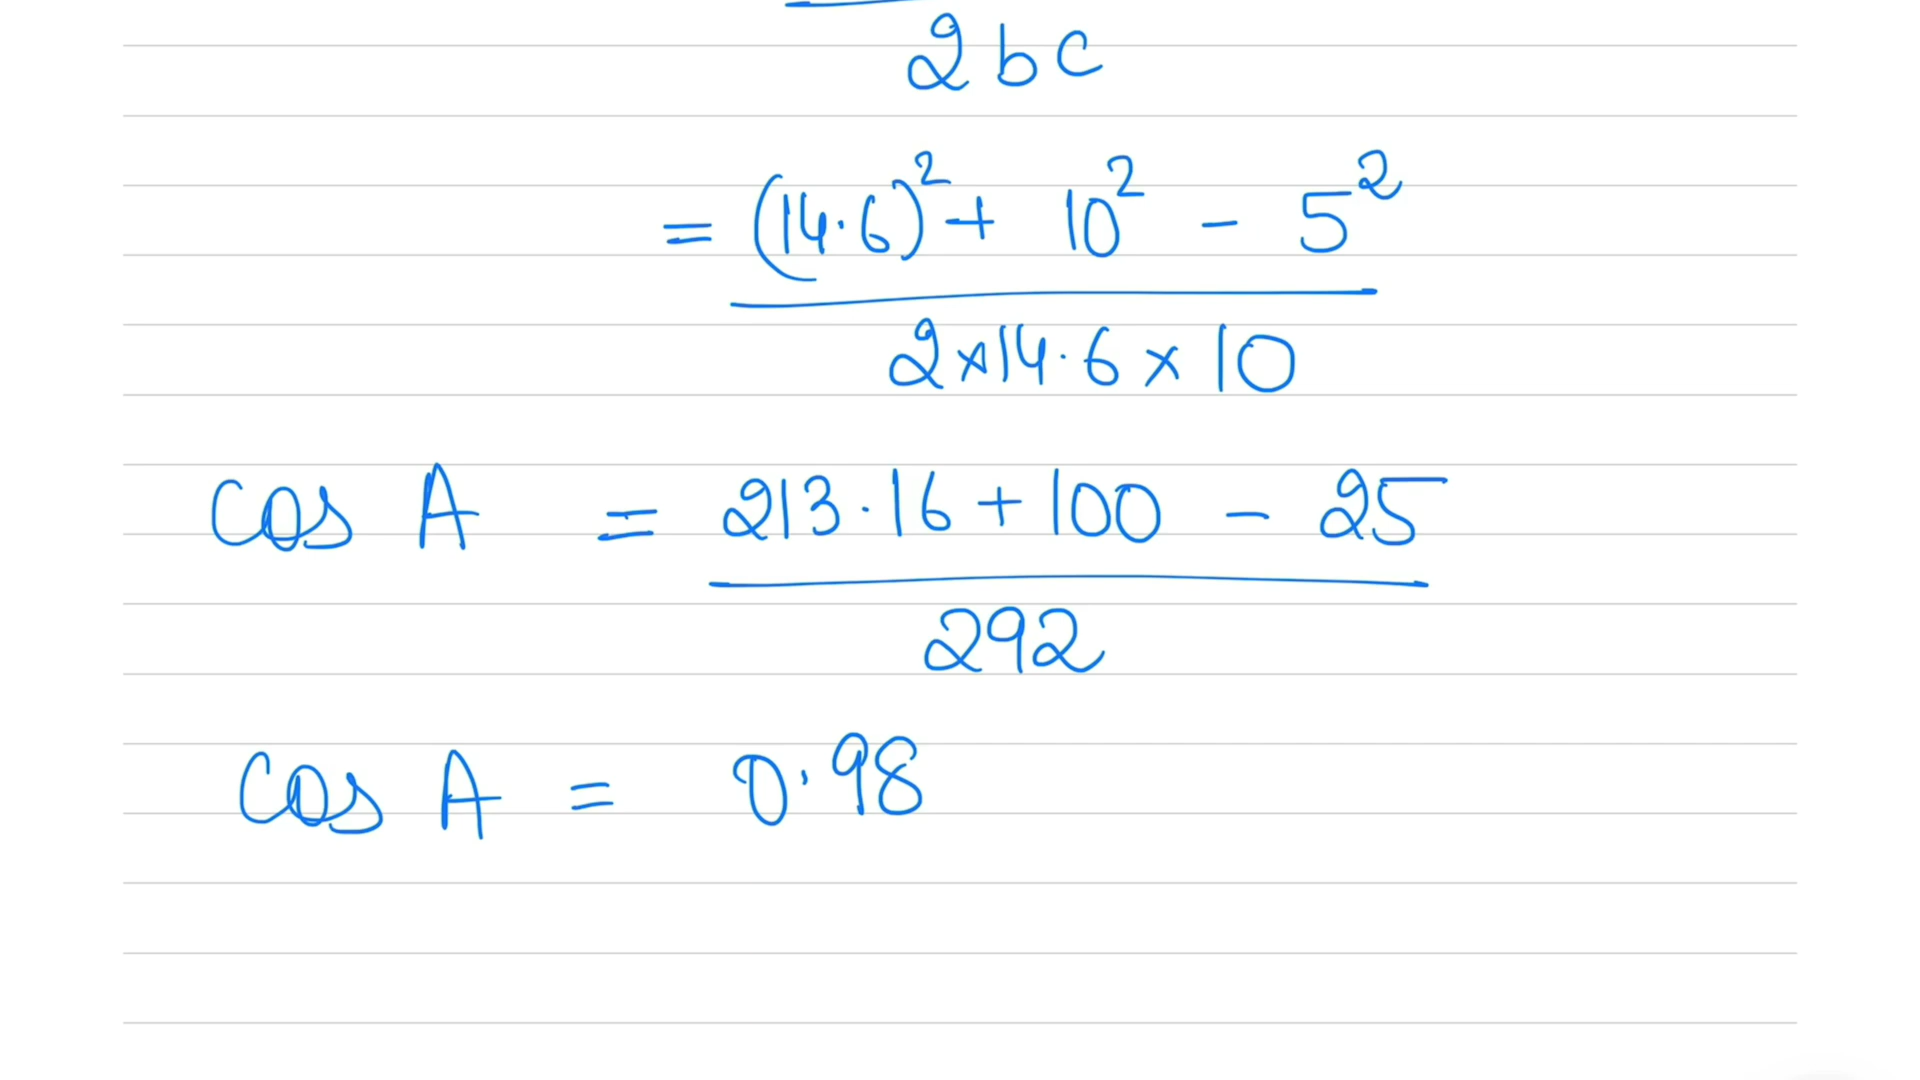 2bc
= (14.6)² + 10² - 5²
2×14.6×10
Cos A = 213.16 + 100 - 25
292
Cos A = 0.98